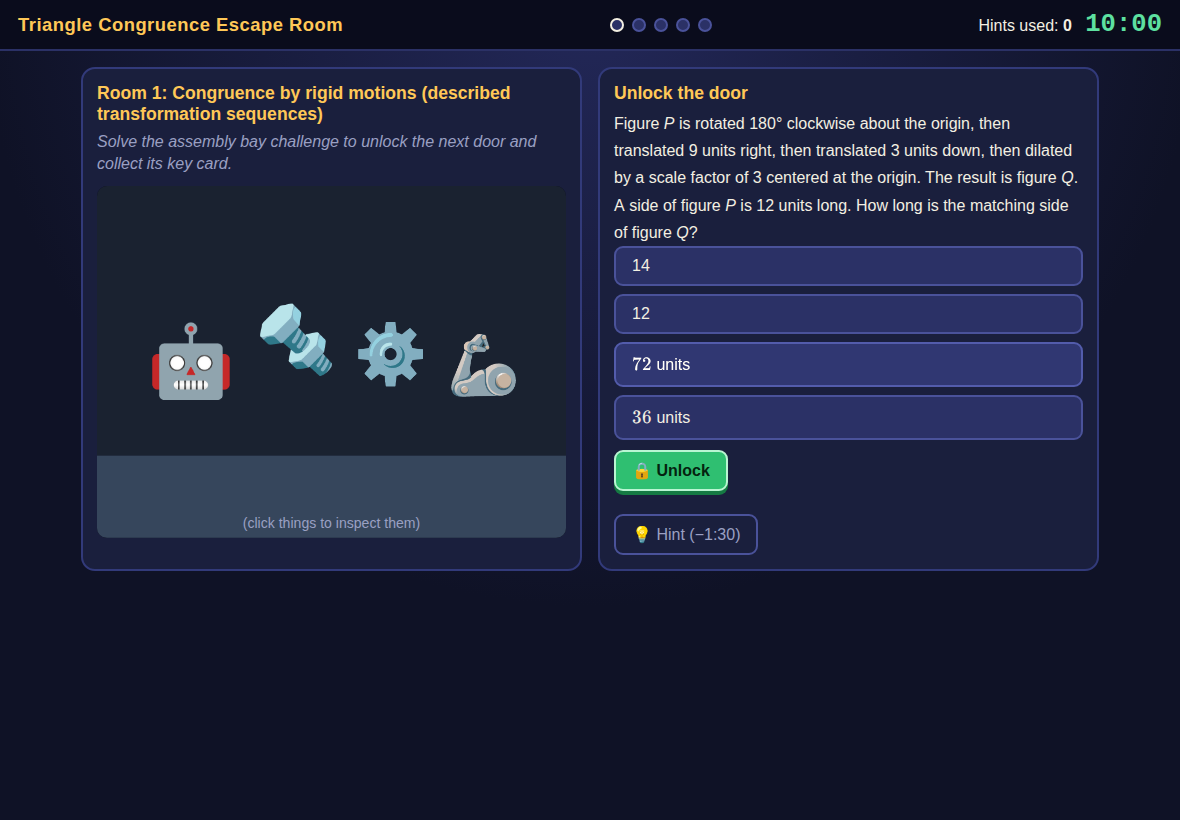 Triangle Congruence Escape Room
Hints used: 0 10:00
Room 1: Congruence by rigid motions (described
transformation sequences)
Solve the assembly bay challenge to unlock the next door and
collect its key card.
(click things to inspect them)
Unlock the door
Figure P is rotated 180° clockwise about the origin, then
translated 9 units right, then translated 3 units down, then dilated
by a scale factor of 3 centered at the origin. The result is figure Q.
A side of figure P is 12 units long. How long is the matching side
of figure Q?
14
12
72 units
36 units
🔒 Unlock
💡 Hint (−1:30)